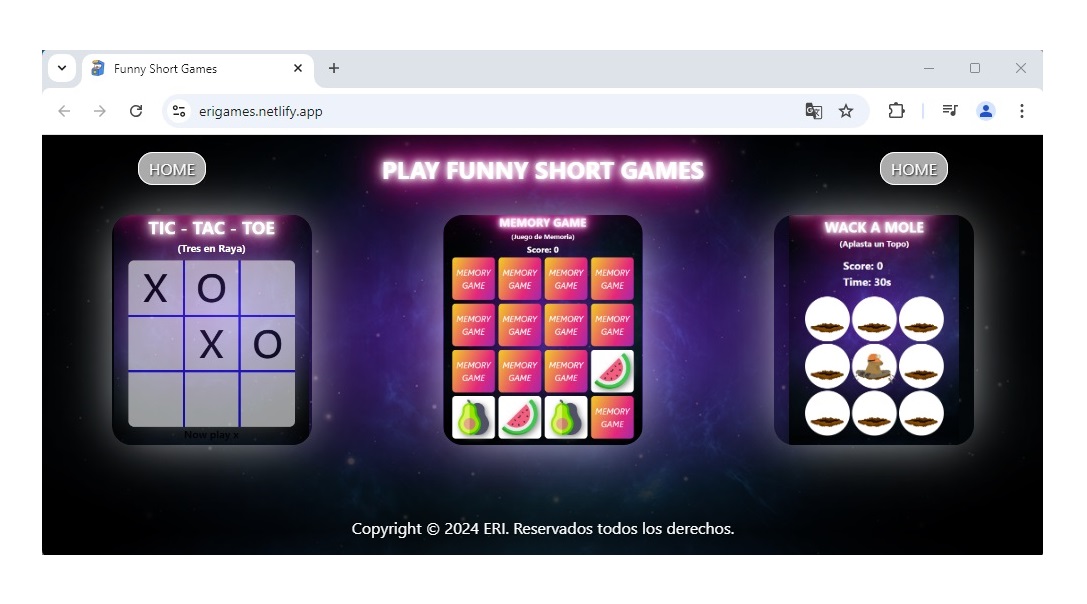 Funny Short Games
erigames.netlify.app
HOME
PLAY FUNNY SHORT GAMES
HOME
TIC - TAC - TOE
(Tres en Raya)
X O
X O
Now play x
MEMORY GAME
(Juego de Memoria)
Score: 0
MEMORY GAME
MEMORY GAME
MEMORY GAME
MEMORY GAME
MEMORY GAME
MEMORY GAME
MEMORY GAME
MEMORY GAME
MEMORY GAME
MEMORY GAME
MEMORY GAME
MEMORY GAME
WACK A MOLE
(Aplasta un Topo)
Score: 0
Time: 30s
Copyright © 2024 ERI. Reservados todos los derechos.